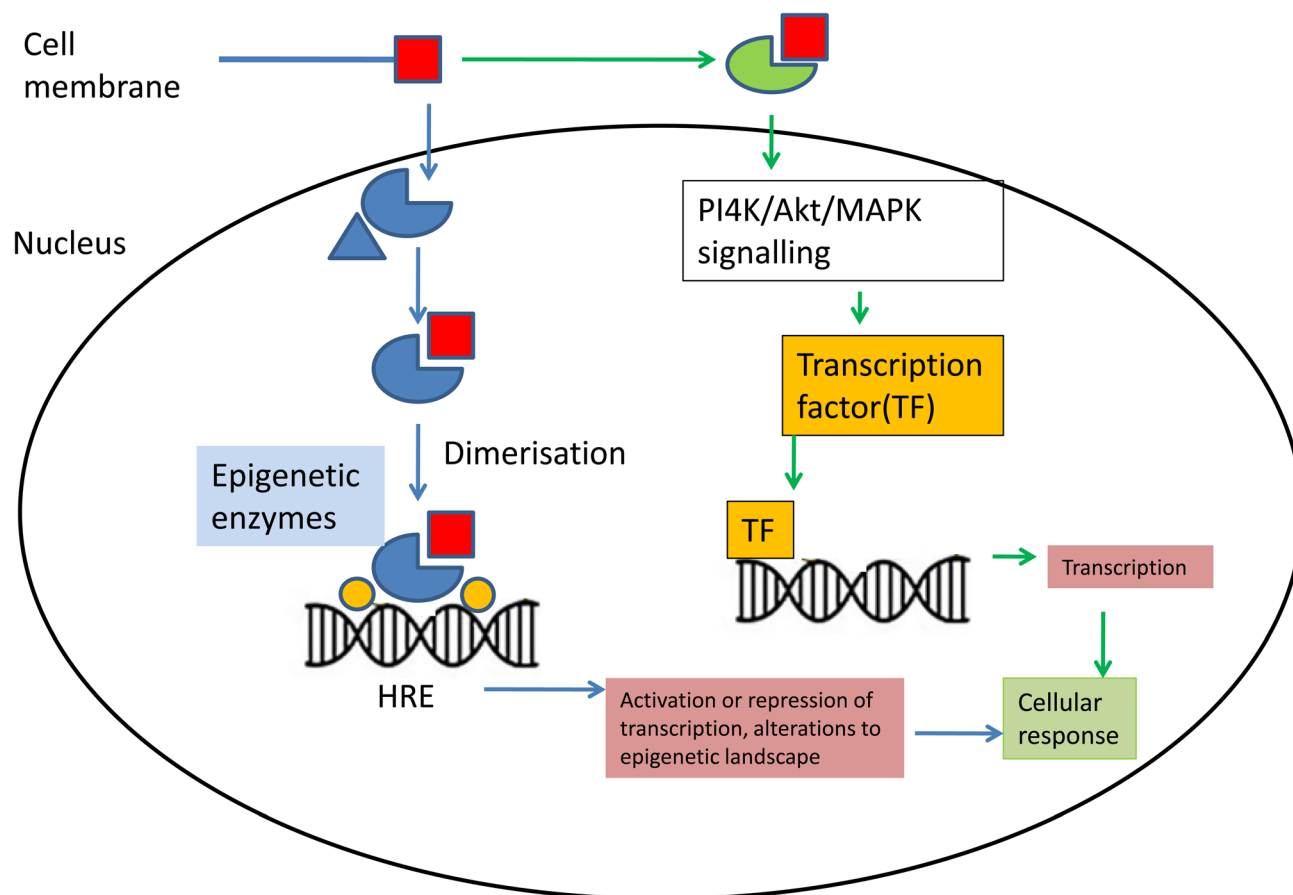 Cell
membrane
Nucleus
PI4K/Akt/MAPK
signalling
Transcription
factor(TF)
Dimerisation
Epigenetic
enzymes
TF
Transcription
HRE
Activation or repression of
transcription, alterations to
epigenetic landscape
Cellular
response